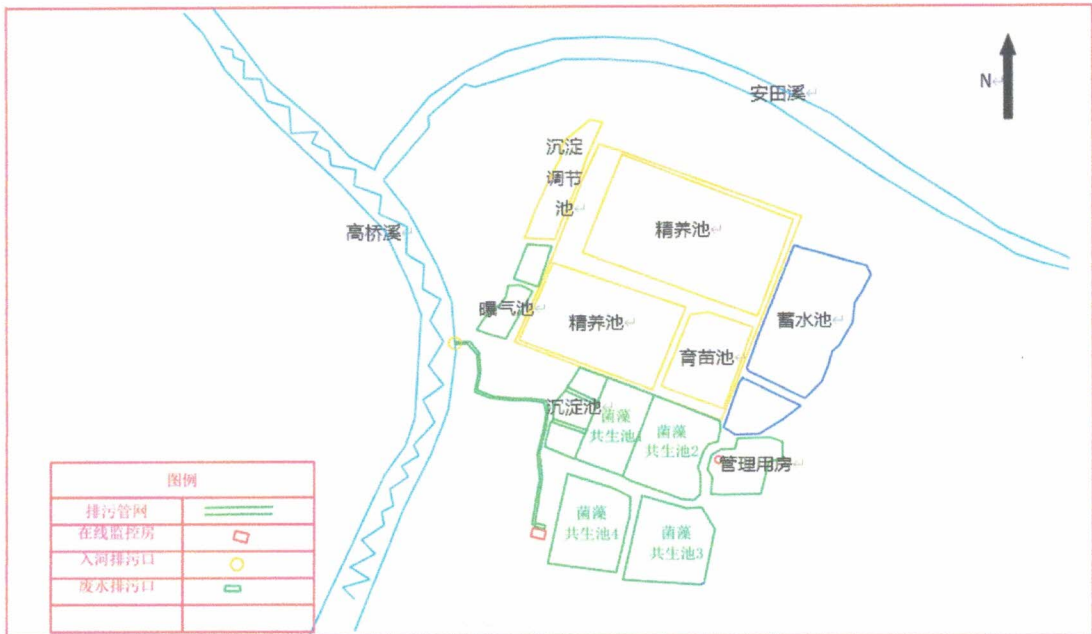 安田溪
N
沉淀
调节
池
精养池
高桥溪
曝气池
精养池
蓄水池
育苗池
沉淀池
菌藻
共生池1
菌藻
共生池2
管理用房
菌藻
共生池4
菌藻
共生池3
图例
排污管网
在线监控房
入河排污口
废水排污口